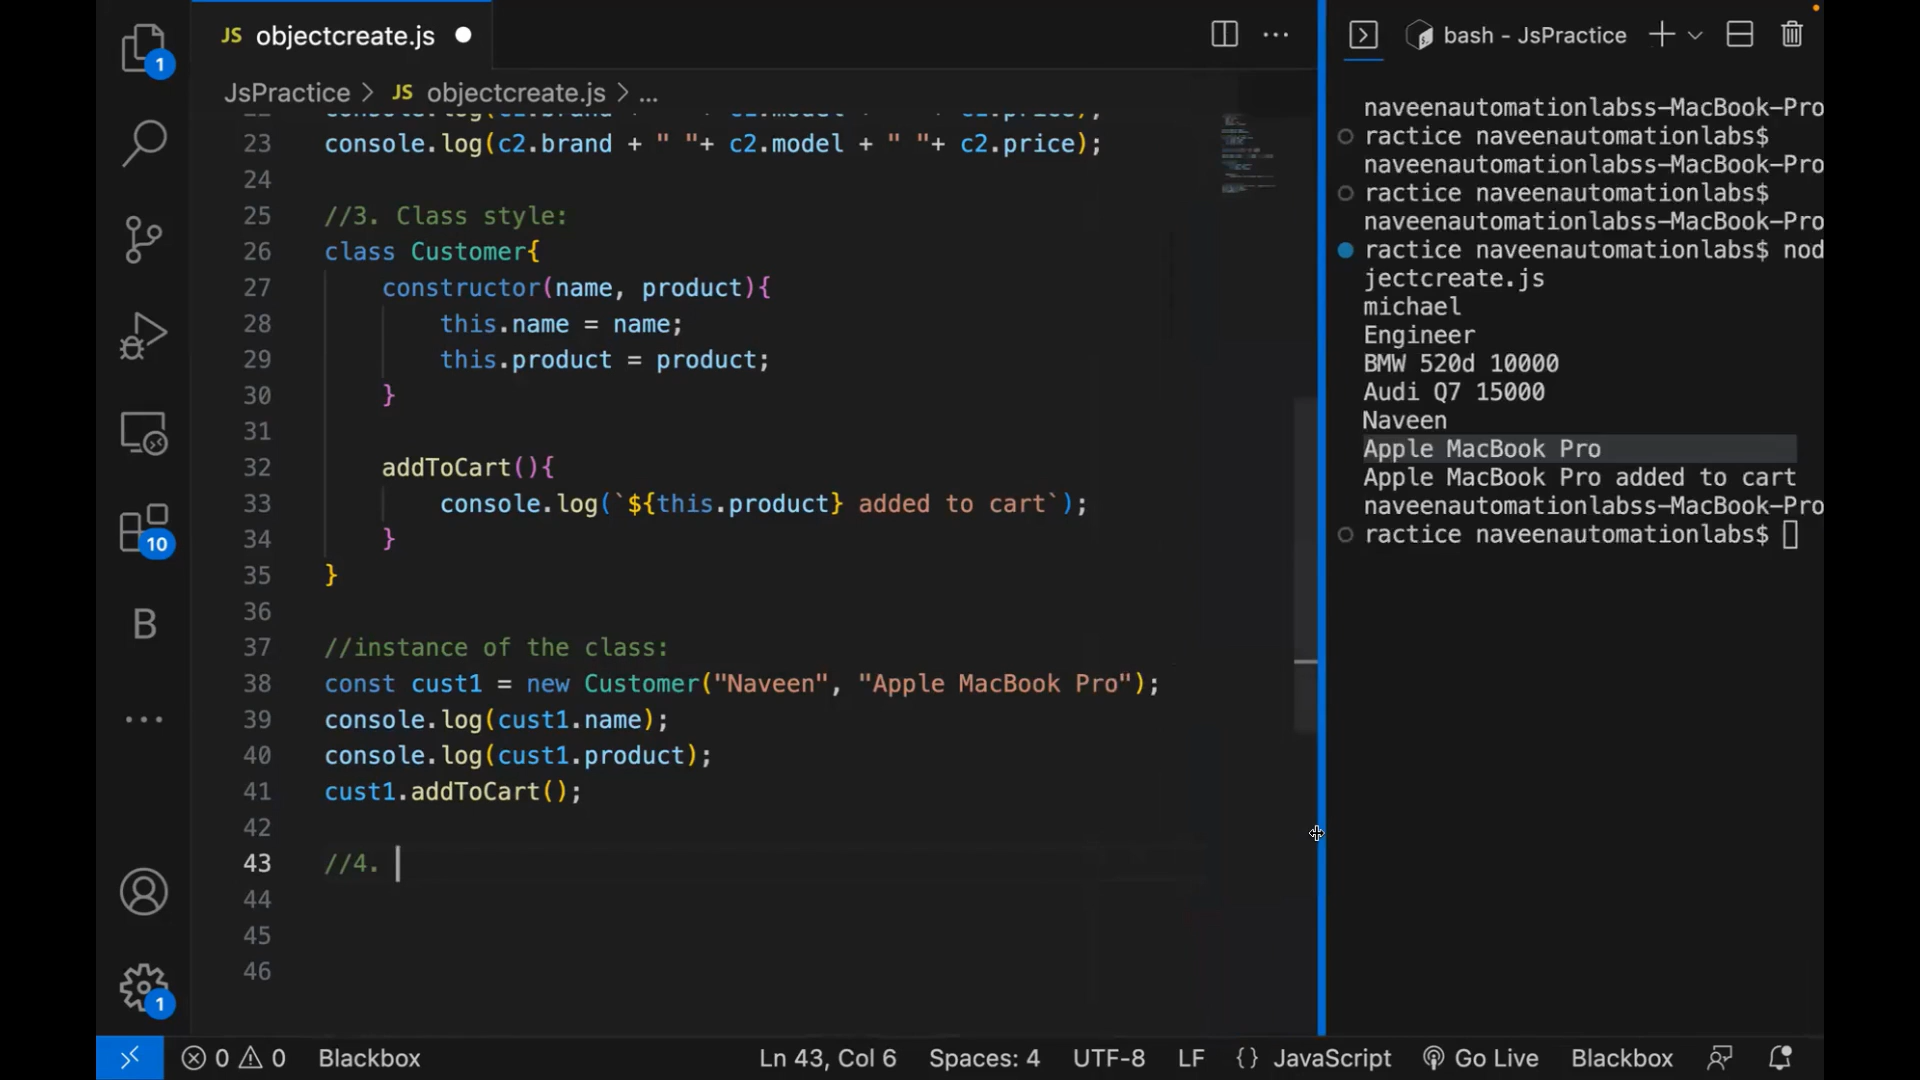 JS objectcreate.js
JsPractice > JS objectcreate.js > ...
23 console.log(c2.brand + " "+ c2.model + " "+ c2.price);
24
25 //3. Class style:
26 class Customer{
27 constructor(name, product){
28 this.name = name;
29 this.product = product;
30 }
31
32 addToCart(){
33 console.log(`${this.product} added to cart`);
34 }
35 }
36
37 //instance of the class:
38 const cust1 = new Customer("Naveen", "Apple MacBook Pro");
39 console.log(cust1.name);
40 console.log(cust1.product);
41 cust1.addToCart();
42
43 //4.
44
45
46
1
10
B
1
bash - JsPractice
naveenautomationlabss-MacBook-Pro
ractice naveenautomationlabs$
naveenautomationlabss-MacBook-Pro
ractice naveenautomationlabs$
naveenautomationlabss-MacBook-Pro
ractice naveenautomationlabs$ nod
jectcreate.js
michael
Engineer
BMW 520d 10000
Audi Q7 15000
Naveen
Apple MacBook Pro
Apple MacBook Pro added to cart
naveenautomationlabss-MacBook-Pro
ractice naveenautomationlabs$
0 0 Blackbox Ln 43, Col 6 Spaces: 4 UTF-8 LF {} JavaScript Go Live Blackbox